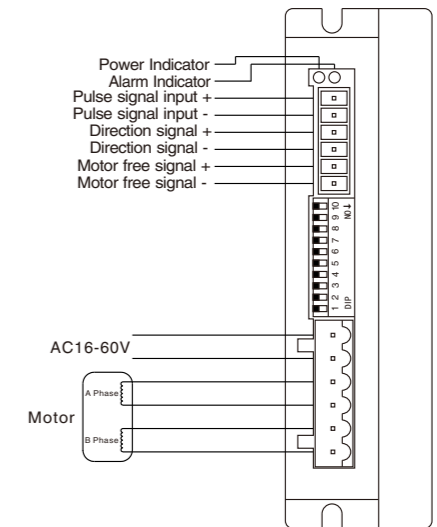 Power Indicator
Alarm Indicator
Pulse signal input +
Pulse signal input -
Direction signal +
Direction signal -
Motor free signal +
Motor free signal -
1 2 3 4 5 6 7 8 9 10
DIP
NO↓
AC16-60V
Motor
A Phase
B Phase